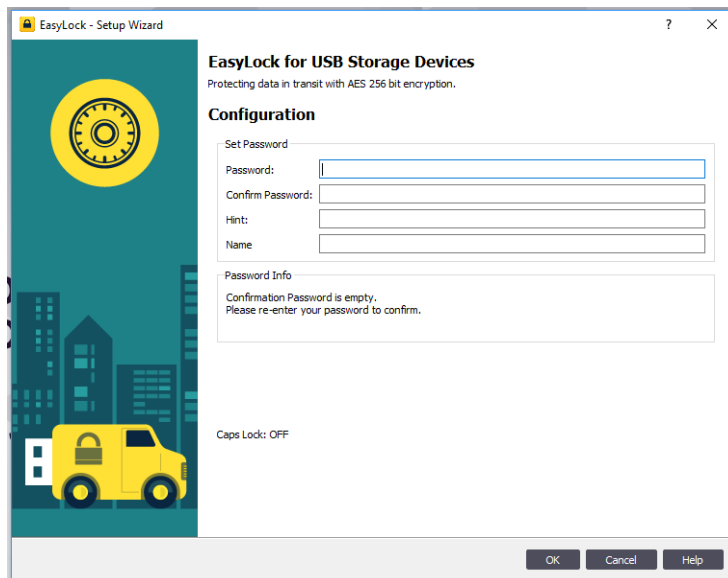 EasyLock - Setup Wizard
EasyLock for USB Storage Devices
Protecting data in transit with AES 256 bit encryption.
Configuration
Set Password
Password:
Confirm Password:
Hint:
Name
Password Info
Confirmation Password is empty.
Please re-enter your password to confirm.
Caps Lock: OFF
OK Cancel Help